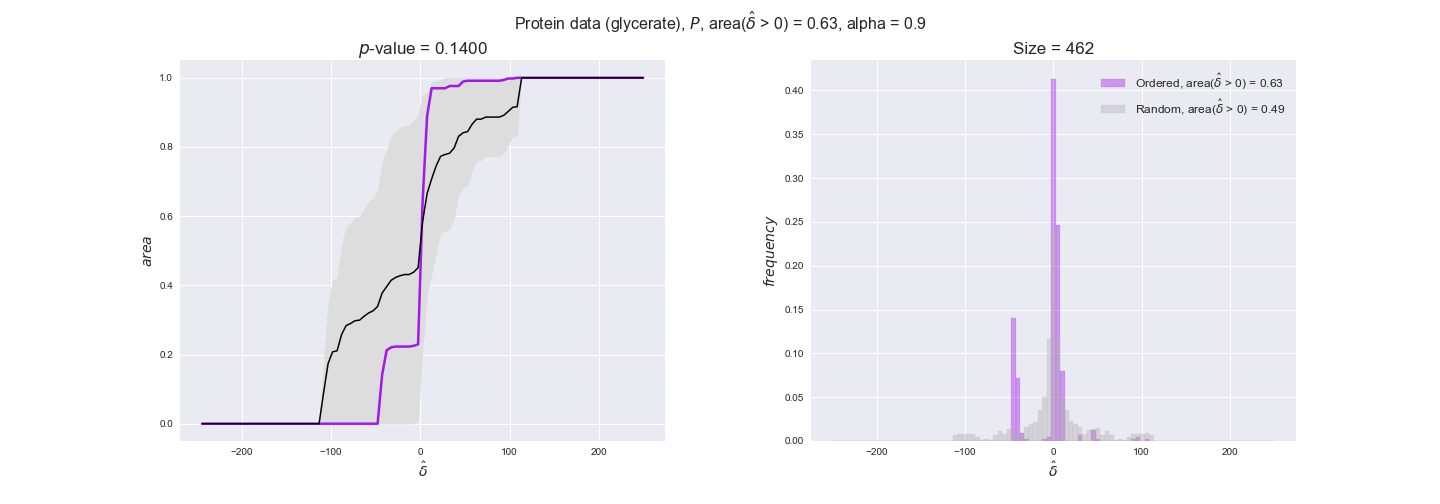 Protein data (glycerate), P, area(δ̂ > 0) = 0.63, alpha = 0.9
p-value = 0.1400
1.0
0.8
0.6
0.4
0.2
0.0
area
−200 −100 0 100 200
δ̂
Size = 462
Ordered, area(δ̂ > 0) = 0.63
Random, area(δ̂ > 0) = 0.49
0.40
0.35
0.30
0.25
0.20
0.15
0.10
0.05
0.00
frequency
−200 −100 0 100 200
δ̂